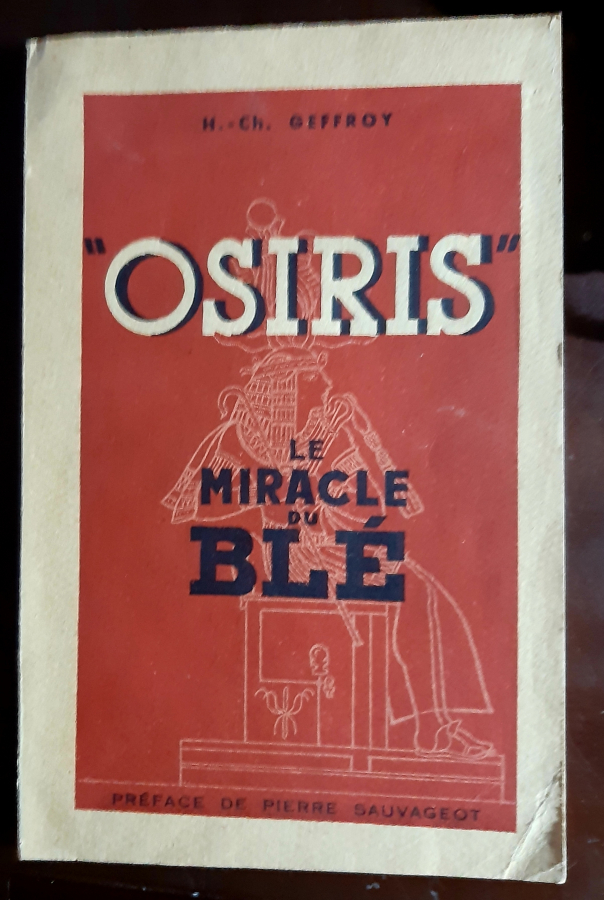 H.-Ch. GEFFROY
"OSIRIS"
LE
MIRACLE
DU
BLÉ
PRÉFACE DE PIERRE SAUVAGEOT